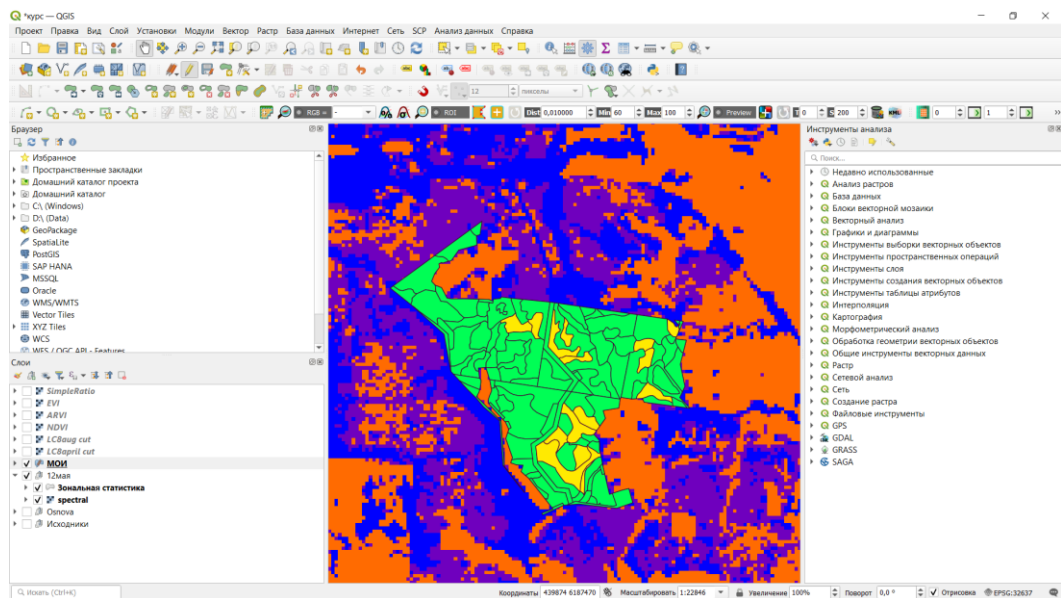 *курс — QGIS
Проект Правка Вид Слой Установки Модули Вектор Растр База данных Интернет Сеть SCP Анализ данных Справка
12 пикселы
RGB = - ROI Dist 0,010000 Min 60 Max 100 Preview T 0 S 200 0 1
Браузер
Избранное
Пространственные закладки
Домашний каталог проекта
Домашний каталог
C:\ (Windows)
D:\ (Data)
GeoPackage
SpatiaLite
PostGIS
SAP HANA
MSSQL
Oracle
WMS/WMTS
Vector Tiles
XYZ Tiles
WCS
WFS / OGC API - Features
Слои
SimpleRatio
EVI
ARVI
NDVI
LC8aug cut
LC8april cut
МОИ
12мая
Зональная статистика
spectral
Osnova
Исходники
Инструменты анализа
Поиск...
Недавно использованные
Анализ растров
База данных
Блоки векторной мозаики
Векторный анализ
Графики и диаграммы
Инструменты выборки векторных объектов
Инструменты пространственных операций
Инструменты слоя
Инструменты создания векторных объектов
Инструменты таблицы атрибутов
Интерполяция
Картография
Морфометрический анализ
Обработка геометрии векторных объектов
Общие инструменты векторных данных
Растр
Сетевой анализ
Сеть
Создание растра
Файловые инструменты
GPS
GDAL
GRASS
SAGA
Искать (Ctrl+K)
Координаты 439874 6187470 Масштабировать 1:22846 Увеличение 100% Поворот 0,0 ° Отрисовка EPSG:32637